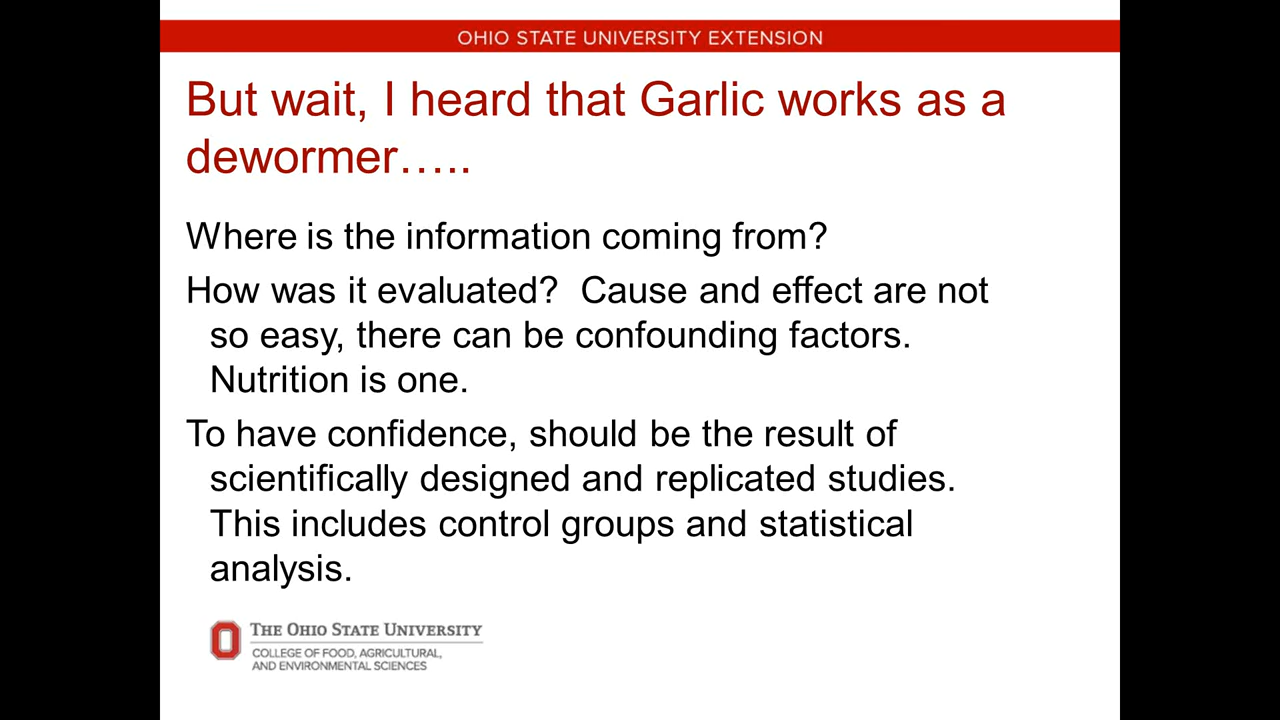 OHIO STATE UNIVERSITY EXTENSION
But wait, I heard that Garlic works as a
dewormer…..
Where is the information coming from?
How was it evaluated?  Cause and effect are not
so easy, there can be confounding factors.
Nutrition is one.
To have confidence, should be the result of
scientifically designed and replicated studies.
This includes control groups and statistical
analysis.
THE OHIO STATE UNIVERSITY
COLLEGE OF FOOD, AGRICULTURAL,
AND ENVIRONMENTAL SCIENCES